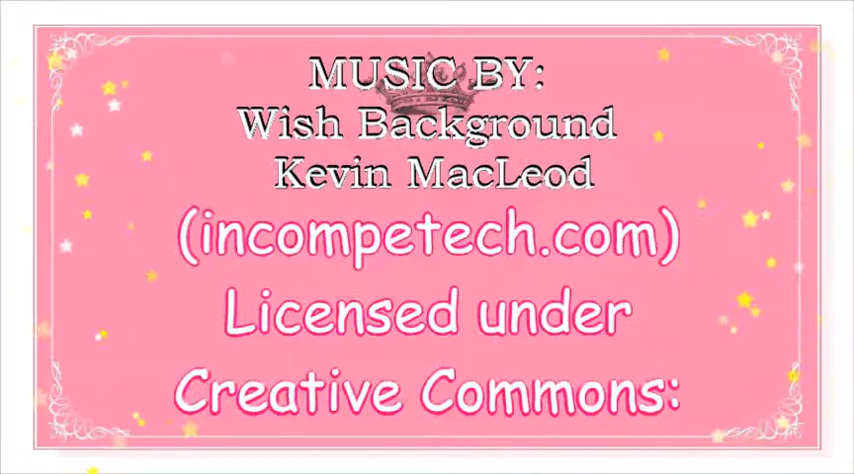 MUSIC BY:
Wish Background
Kevin MacLeod
(incompetech.com)
Licensed under
Creative Commons: